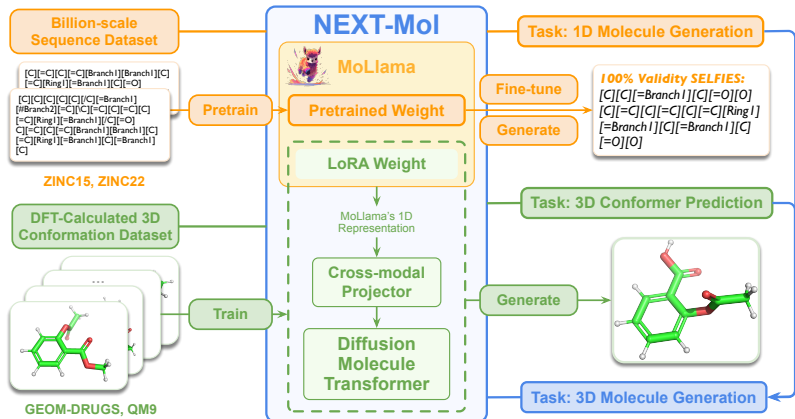 Billion-scale
Sequence Dataset
[C][=C][C][=C][Branch1][Branch1][C]
[=C][Ring1][=Branch1][C][=O]
[C][C][C][C][C][/C][=Branch1]
[#Branch2][=C][\C][=C][C][=C][C]
[=C][Ring1][=Branch1][/C][=O]
C][=C][C][=C][Branch1][Branch1][C]
[=C][Ring1][=Branch1][C][=Branch1]
[C]
ZINC15, ZINC22
Pretrain
NEXT-Mol
MoLlama
Pretrained Weight
LoRA Weight
MoLlama's 1D
Representation
Cross-modal
Projector
Diffusion
Molecule
Transformer
DFT-Calculated 3D
Conformation Dataset
...
GEOM-DRUGS, QM9
Train
Task: 1D Molecule Generation
Fine-tune
Generate
100% Validity SELFIES:
[C][C][=Branch1][C][=O][O]
[C][=C][C][=C][C][=C][Ring1]
[=Branch1][C][=Branch1][C]
[=O][O]
Task: 3D Conformer Prediction
Generate
Task: 3D Molecule Generation